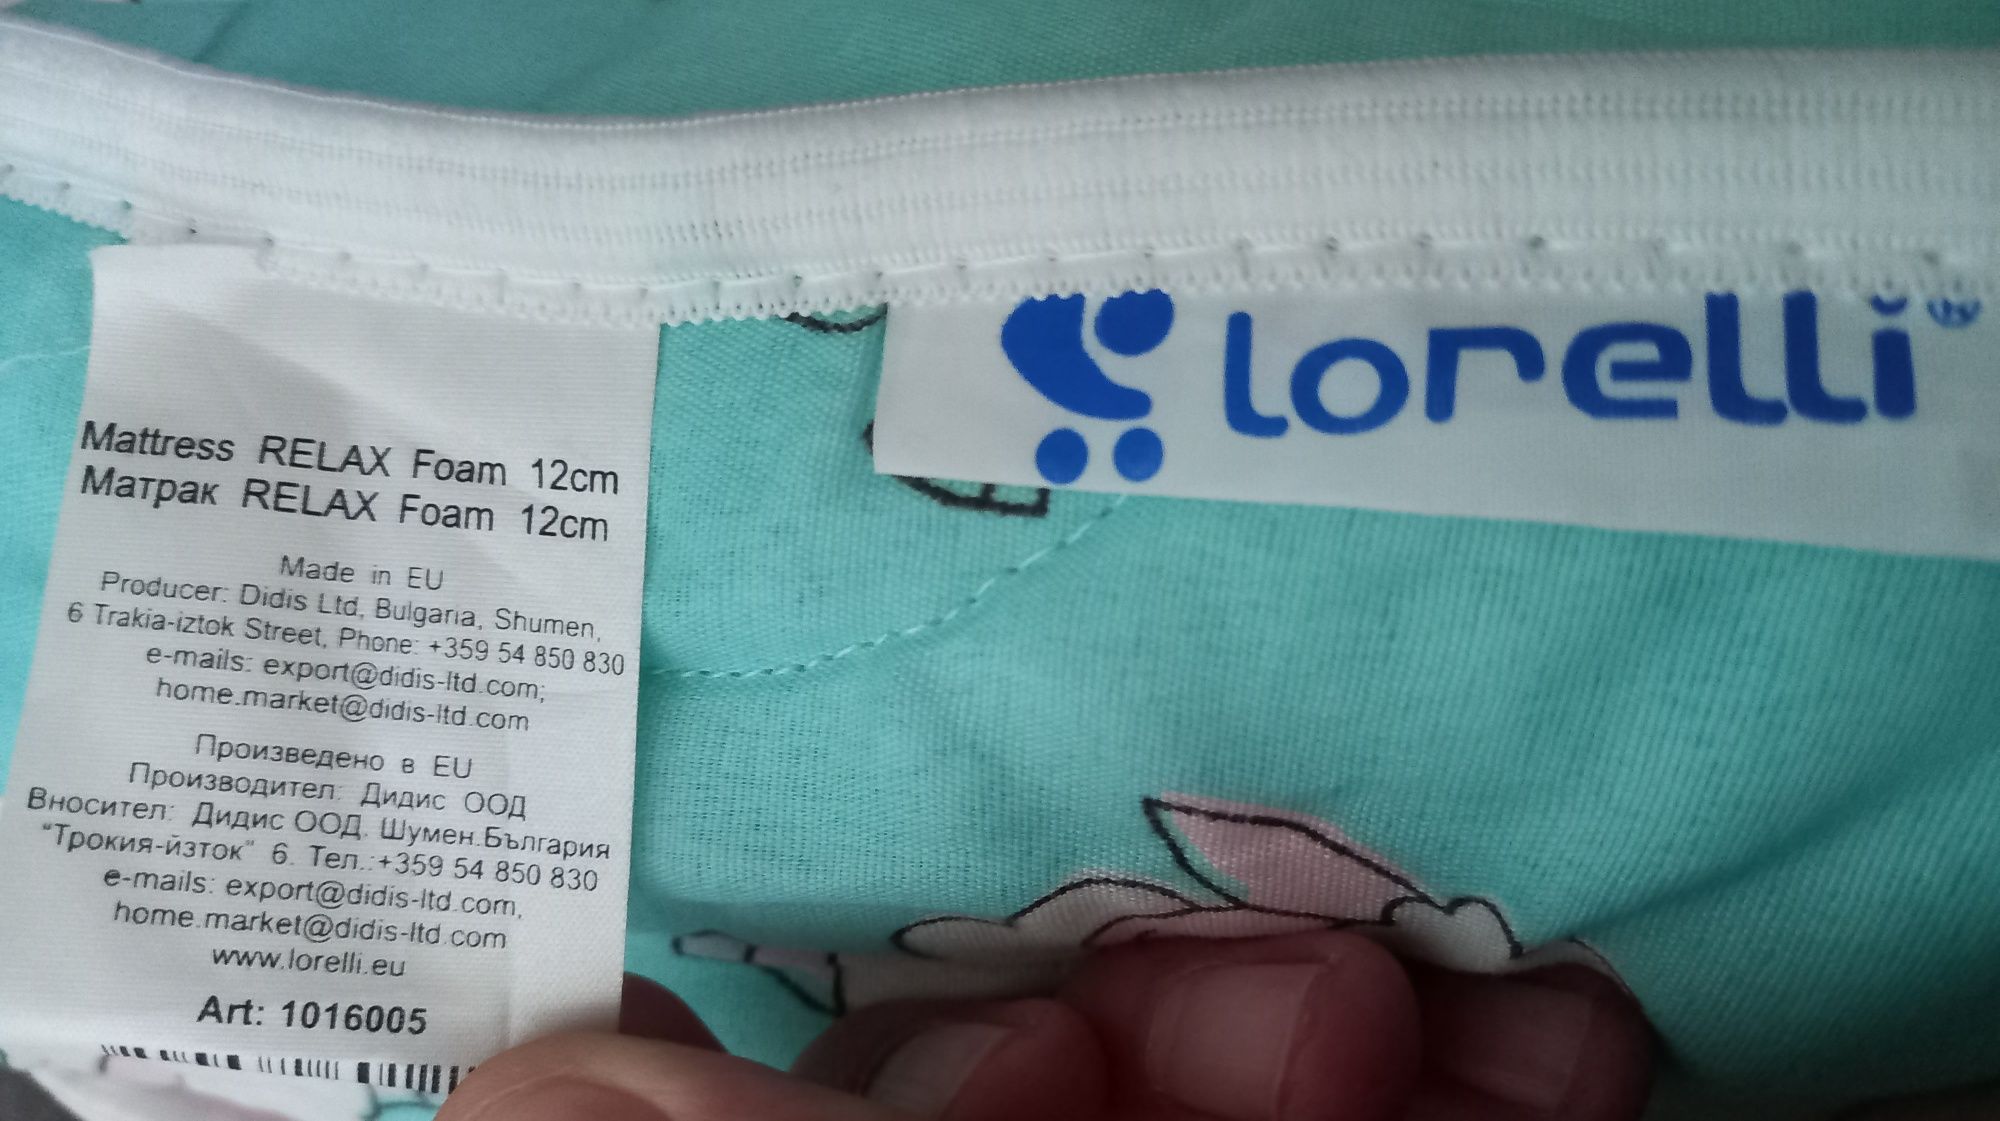 lorelli
Mattress RELAX Foam 12cm
Матрак RELAX Foam 12cm
Made in EU
Producer: Didis Ltd, Bulgaria, Shumen,
6 Trakia-iztok Street, Phone: +359 54 850 830
e-mails: export@didis-ltd.com;
home.market@didis-ltd.com
Произведено в EU
Производител: Дидис ООД
Вносител: Дидис ООД. Шумен.България
"Трокия-йзток" 6. Тел.:+359 54 850 830
e-mails: export@didis-ltd.com,
home.market@didis-ltd.com
www.lorelli.eu
Art: 1016005